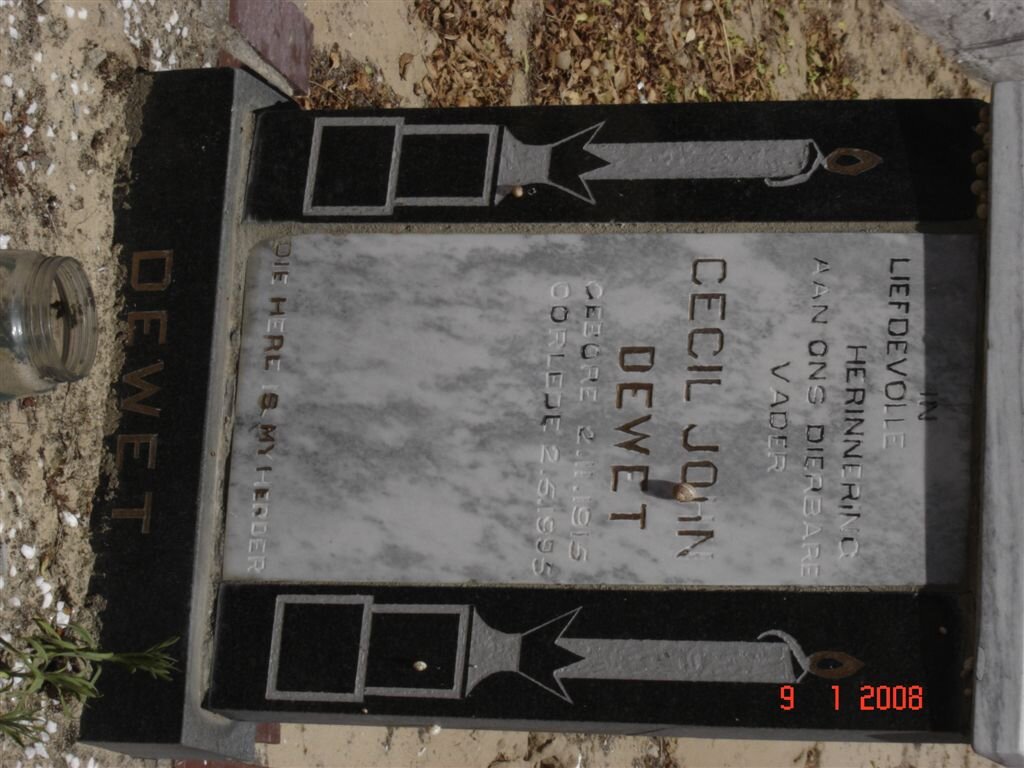 IN
LIEFDEVOLLE
HERINNERING
AAN ONS DIERBARE
VADER
CECIL JOHN
DEWET
GEBORE 2.11.1915
OORLEDE 2.5.1995
DIE HERE IS MY HERDER
DEWET
9 1 2008